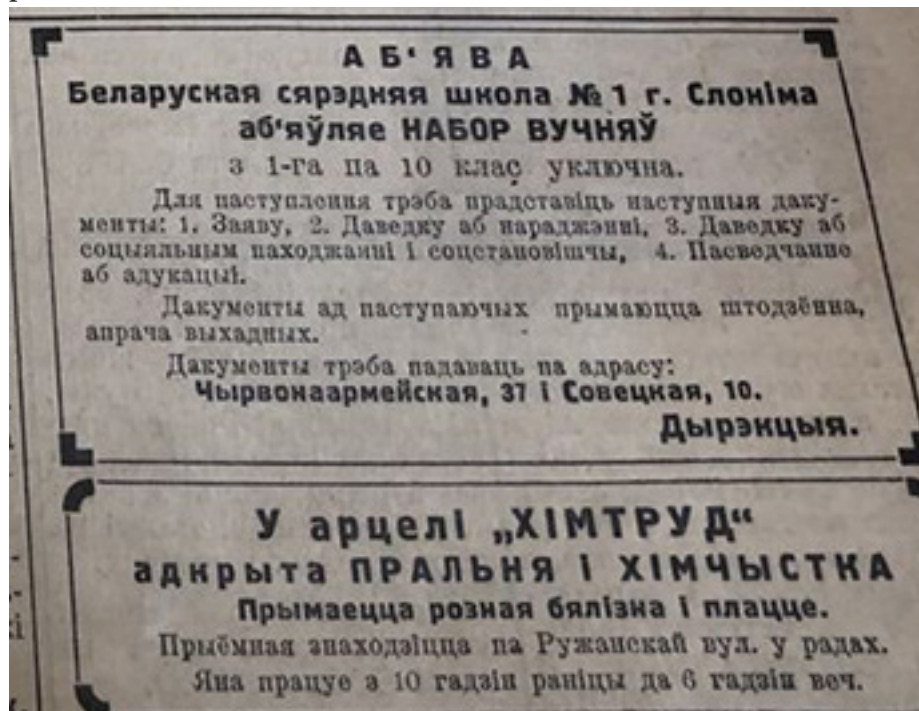 АБ'ЯВА
Беларуская сярэдняя школа № 1 г. Слоніма
аб'яўляе НАБОР ВУЧНЯЎ
з 1-га па 10 клас уключна.
Для паступлення трэба прадставіць наступныя даку-
менты: 1. Заяву, 2. Даведку аб нараджэнні, 3. Даведку аб
соцыяльным паходжанні і соцстановішчы, 4. Пасведчанне
аб адукацыі.
Дакументы ад паступаючых прымаюцца штодзённа,
апрача выхадных.
Дакументы трэба падаваць па адрасу:
Чырвонаармейская, 37 і Совецкая, 10.
Дырэкцыя.
У арцелі „ХІМТРУД“
адкрыта ПРАЛЬНЯ І ХІМЧЫСТКА
Прымаецца розная бялізна і плацце.
Прыёмная знаходзіцца па Ружанскай вул. у радах.
Яна працуе з 10 гадзін раніцы да 6 гадзін веч.